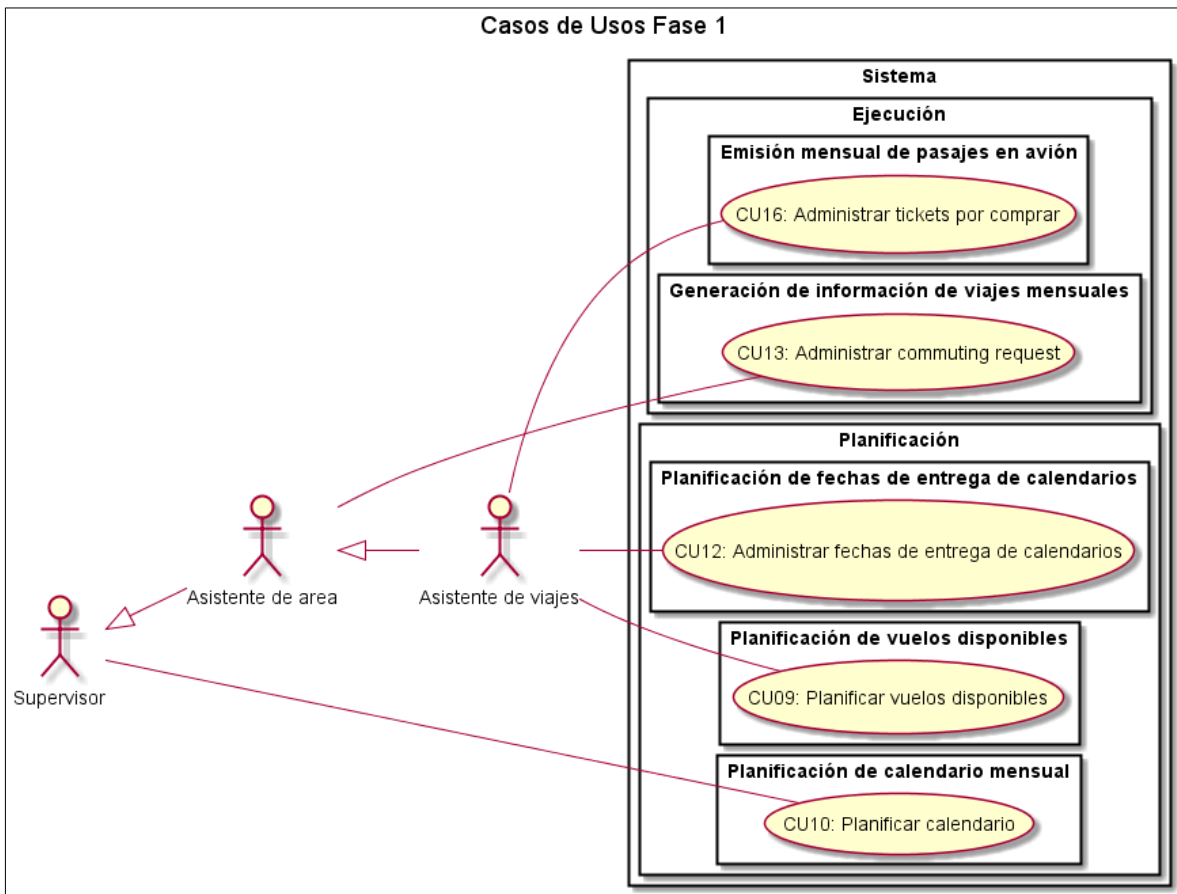 Casos de Usos Fase 1
Sistema
Ejecución
Emisión mensual de pasajes en avión
CU16: Administrar tickets por comprar
Generación de información de viajes mensuales
CU13: Administrar commuting request
Planificación
Planificación de fechas de entrega de calendarios
CU12: Administrar fechas de entrega de calendarios
Asistente de area
Asistente de viajes
Planificación de vuelos disponibles
CU09: Planificar vuelos disponibles
Supervisor
Planificación de calendario mensual
CU10: Planificar calendario